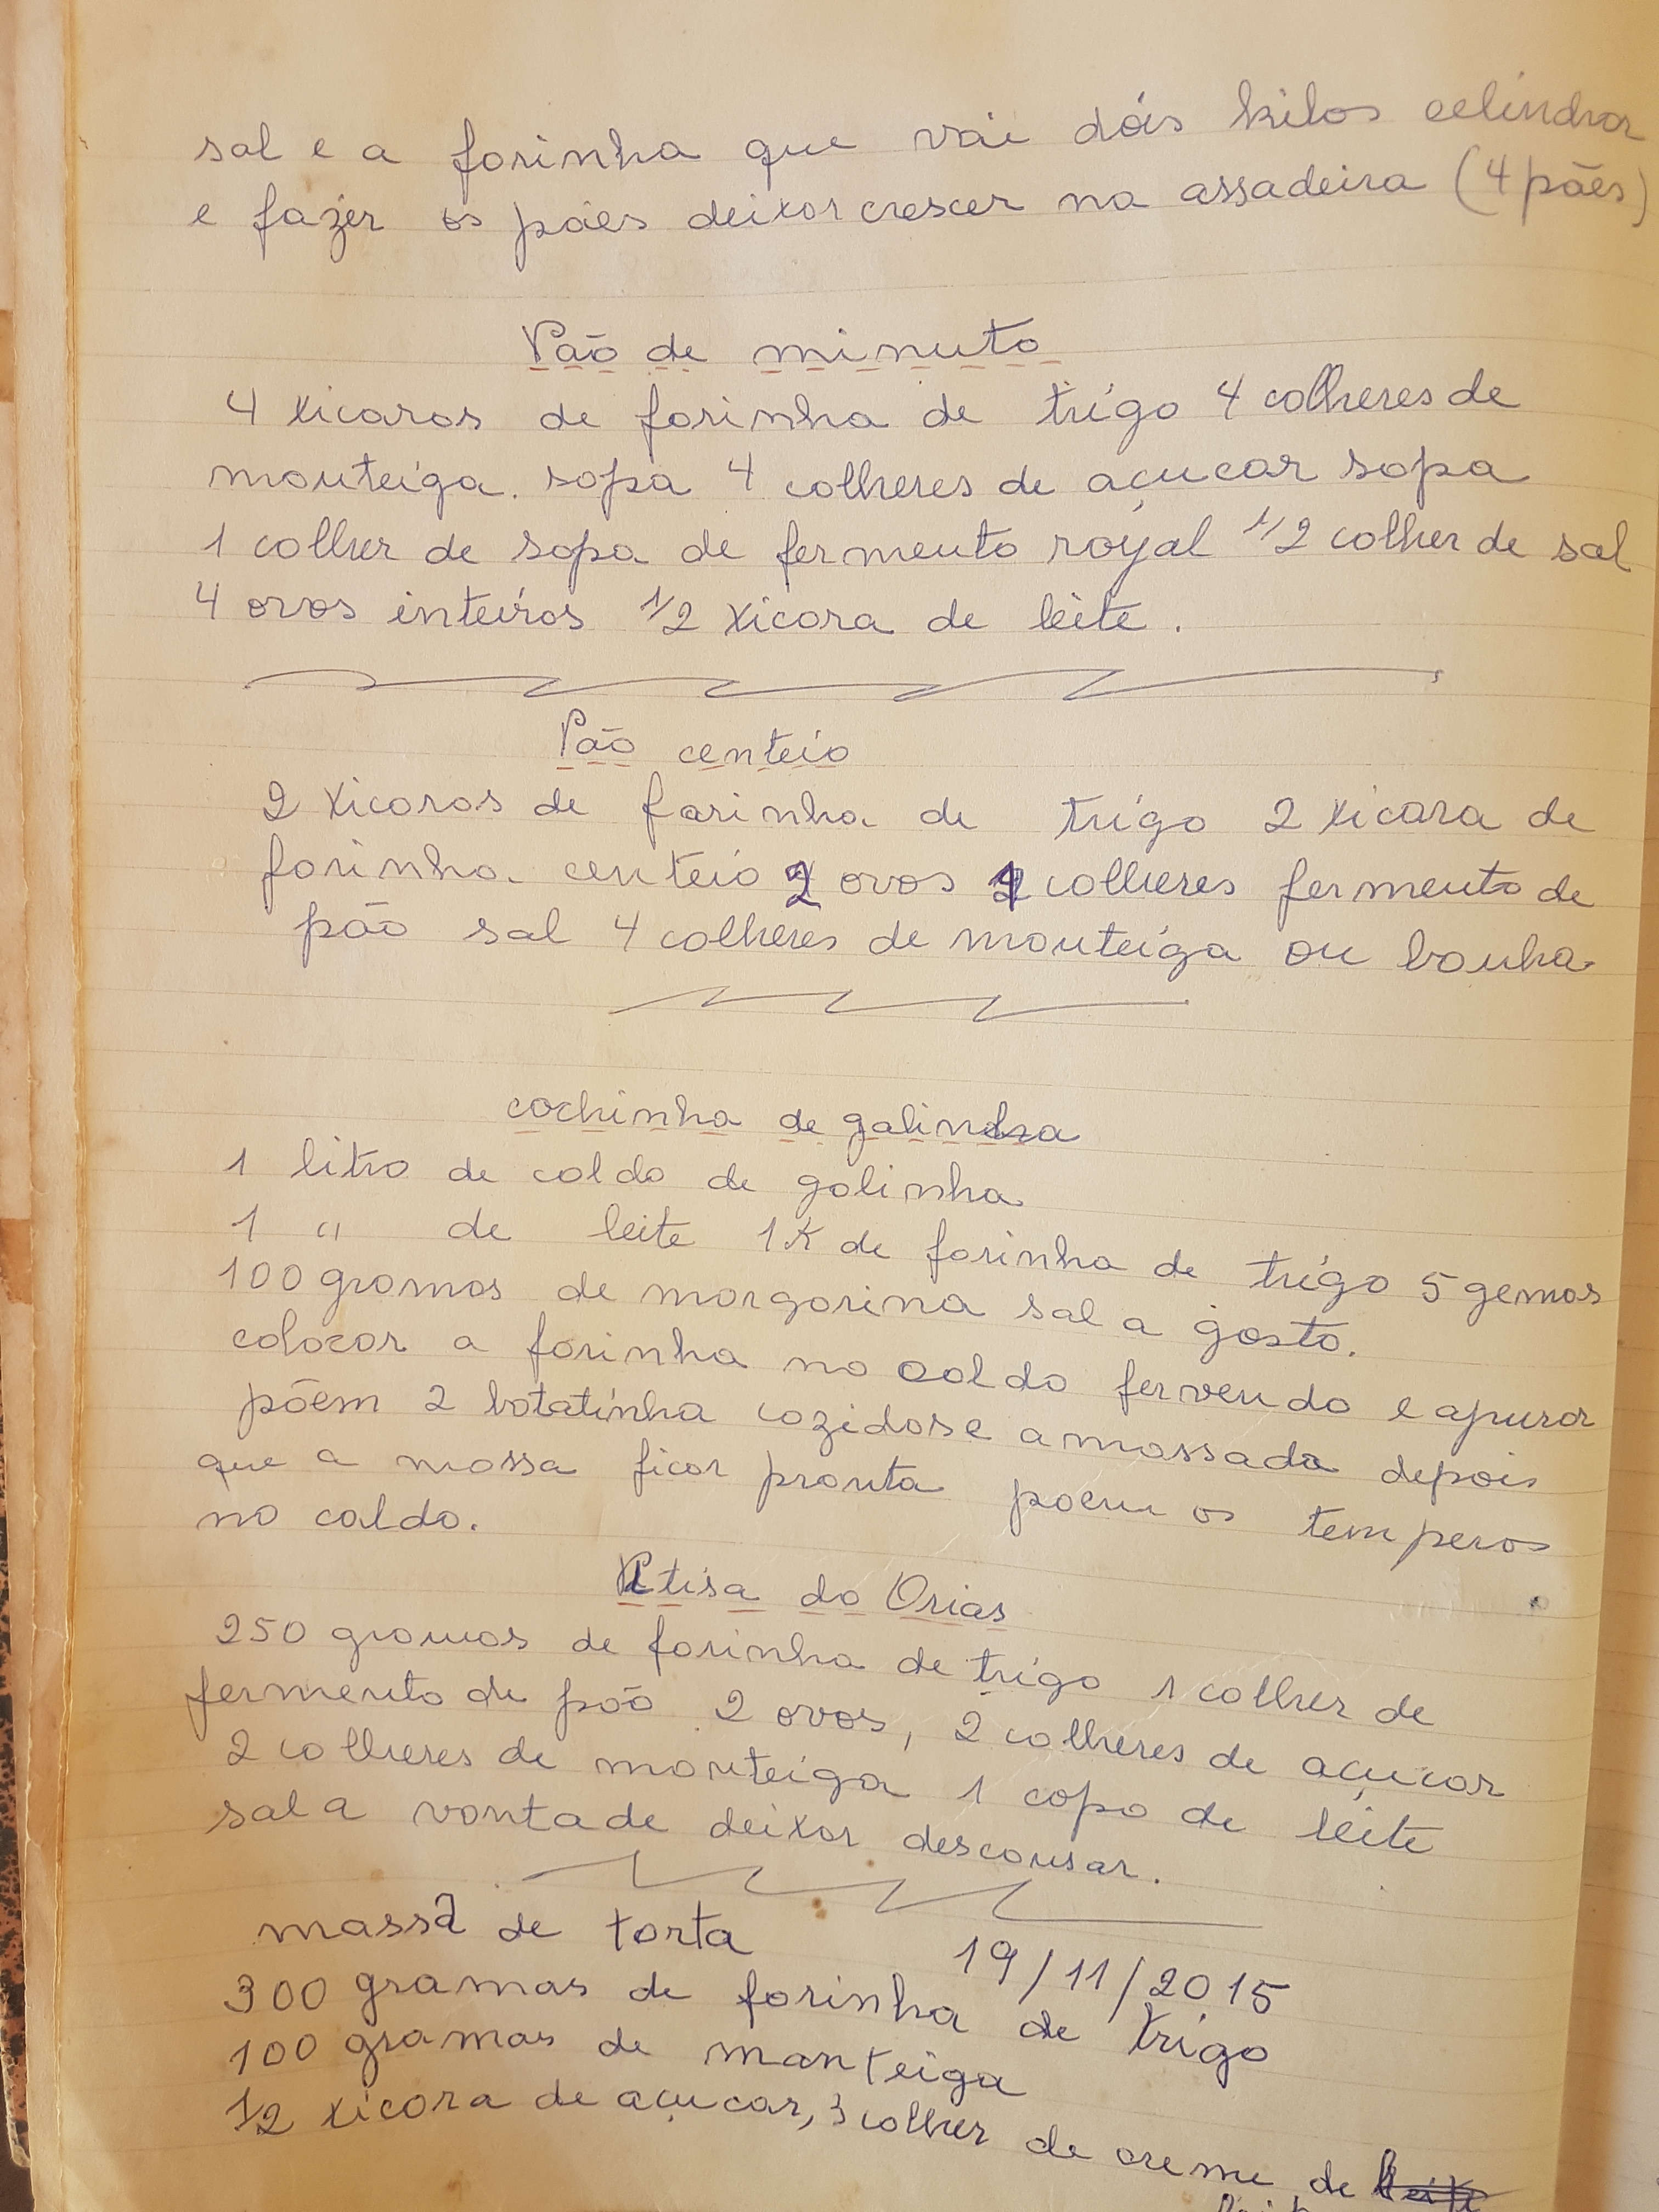 sal e a farinha que vai dóis kilos celindrar
e fazer os pães deixar crescer na assadeira (4 pães)
Pão de minuto
4 xicaras de farinha de trigo 4 colheres de
manteiga. sopa 4 colheres de açucar sopa
1 colher de sopa de fermento royal 1/2 colher de sal
4 ovos inteiros 1/2 xicara de leite.
Pão centeio
2 xicaras de farinha de trigo 2 xicara de
farinha centeio 2 ovos 2 colheres fermento de
pão sal 4 colheres de manteiga ou banha
cochinha de galinha
1 litro de caldo de galinha
1 " de leite 1K de farinha de trigo 5 gemas
100 gramas de margarina sal a gosto.
colocar a farinha no caldo fervendo e apurar
põem 2 batatinha cozidas e amassada depois
que a massa ficar pronta poem os temperos
no caldo.
do Orias
250 gramas de farinha de trigo 1 colher de
fermento de pão 2 ovos, 2 colheres de açucar
2 colheres de manteiga 1 copo de leite
sal a vontade deixar descansar.
massa de torta
19/11/2015
300 gramas de farinha de trigo
100 gramas de manteiga
1/2 xicara de açucar, 3 colher de creme de leite